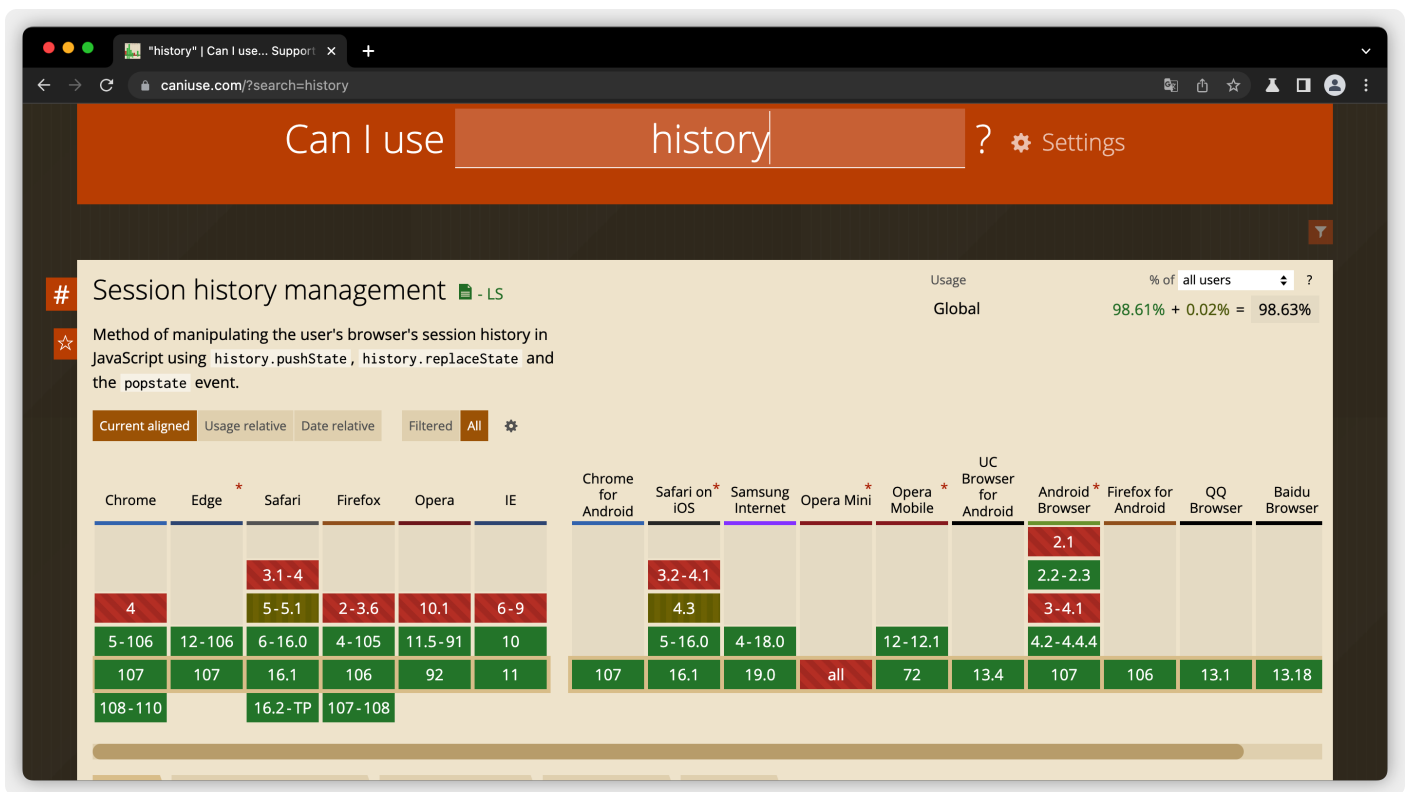 "history" | Can I use... Support
caniuse.com/?search=history
Can I use history ? Settings
# Session history management - LS
Usage % of all users ?
Global 98.61% + 0.02% = 98.63%
Method of manipulating the user's browser's session history in
JavaScript using history.pushState, history.replaceState and
the popstate event.
Current aligned Usage relative Date relative Filtered All
Chrome Edge * Safari Firefox Opera IE Chrome for Android Safari on iOS * Samsung Internet Opera Mini * Opera Mobile * UC Browser for Android Android Browser * Firefox for Android QQ Browser Baidu Browser
2.1
3.1-4 3.2-4.1 2.2-2.3
4 5-5.1 2-3.6 10.1 6-9 4.3 3-4.1
5-106 12-106 6-16.0 4-105 11.5-91 10 5-16.0 4-18.0 12-12.1 4.2-4.4.4
107 107 16.1 106 92 11 107 16.1 19.0 all 72 13.4 107 106 13.1 13.18
108-110 16.2-TP 107-108